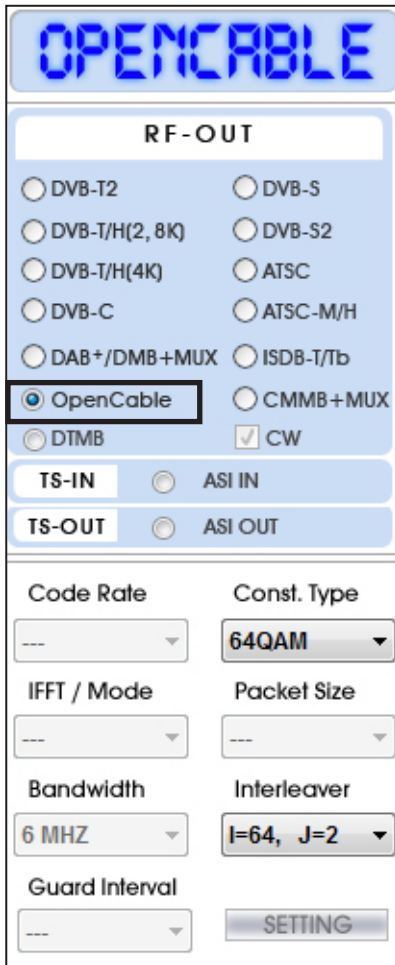 OPENCABLE
RF-OUT
DVB-T2 DVB-S
DVB-T/H(2, 8K) DVB-S2
DVB-T/H(4K) ATSC
DVB-C ATSC-M/H
DAB+/DMB+MUX ISDB-T/Tb
OpenCable CMMB+MUX
DTMB CW
TS-IN ASI IN
TS-OUT ASI OUT
Code Rate Const. Type
--- 64QAM
IFFT / Mode Packet Size
--- ---
Bandwidth Interleaver
6 MHZ I=64, J=2
Guard Interval
--- SETTING